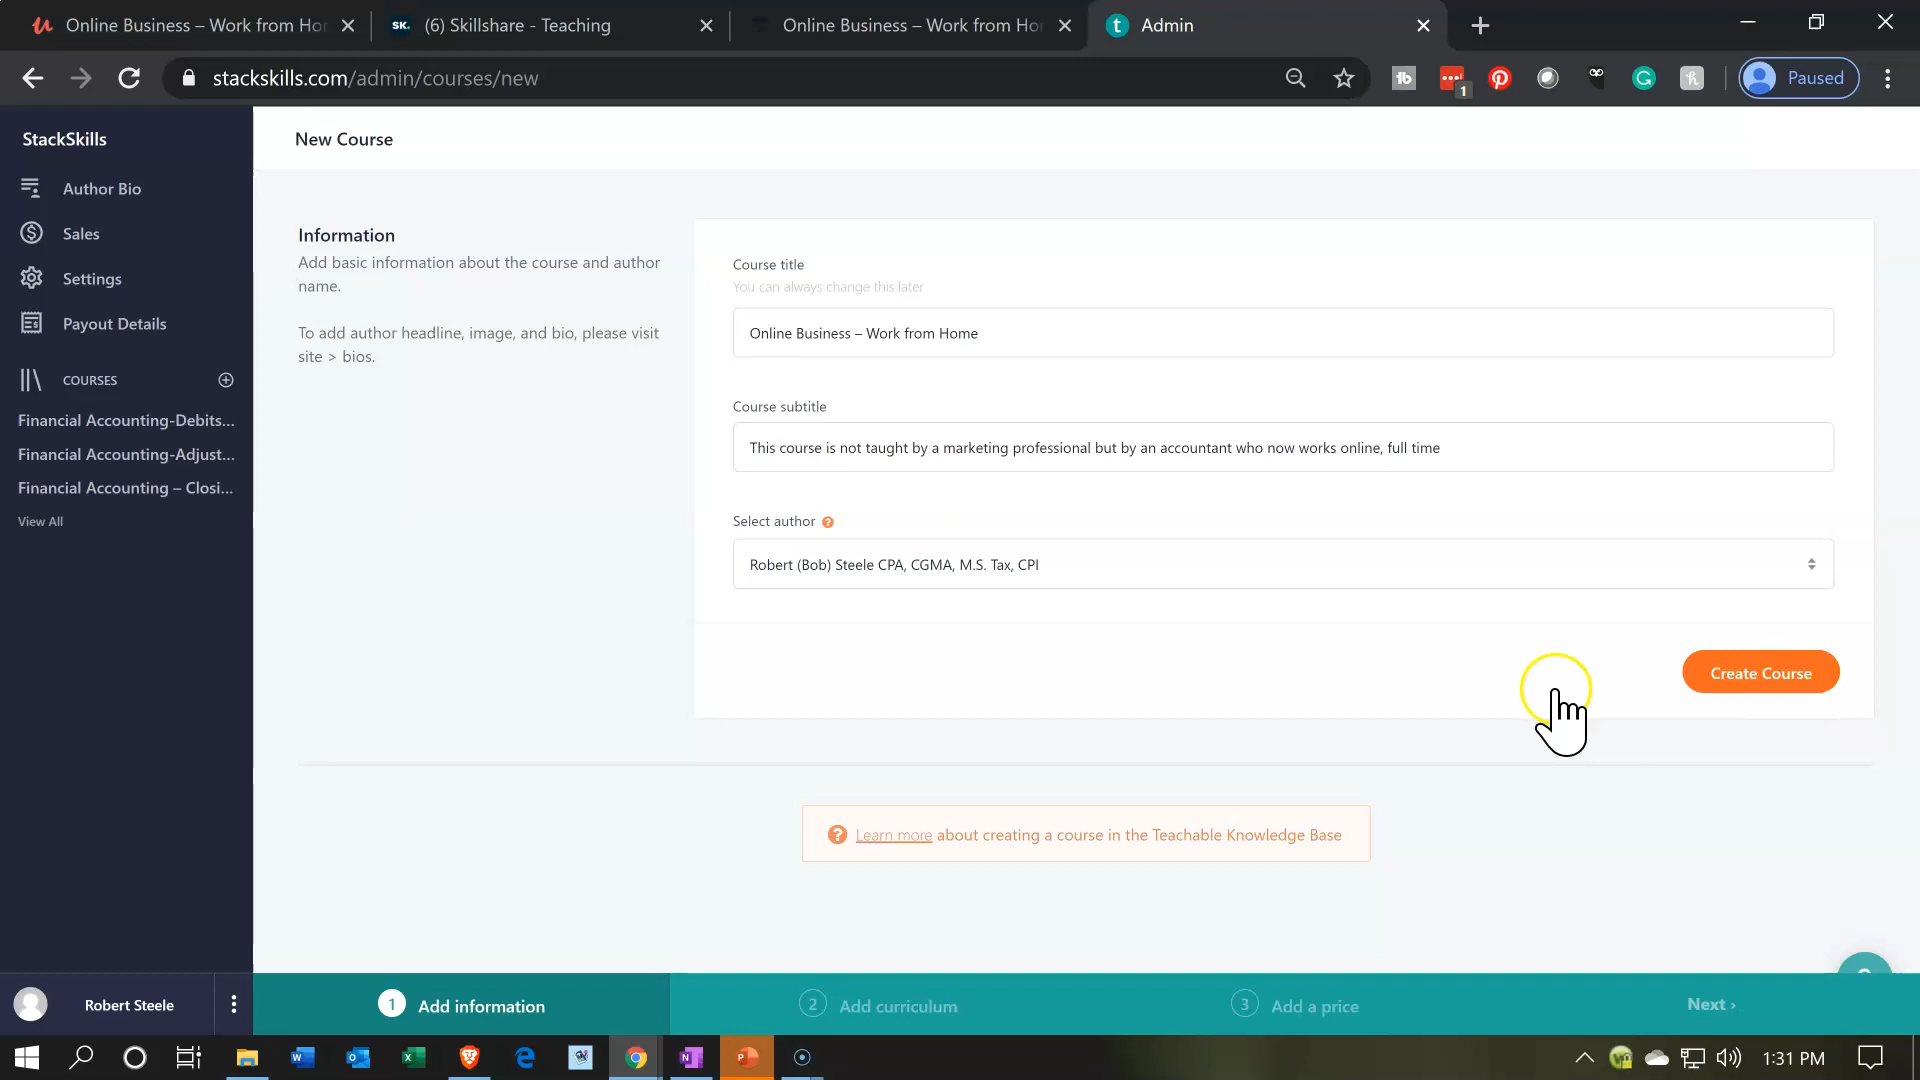 Online Business – Work from Hor
SK.
(6) Skillshare - Teaching
Online Business – Work from Hor
t
Admin
stackskills.com/admin/courses/new
1
Paused
StackSkills
Author Bio
Sales
Settings
Payout Details
COURSES
Financial Accounting-Debits...
Financial Accounting-Adjust...
Financial Accounting – Closi...
View All
Robert Steele
New Course
Information
Add basic information about the course and author
name.
To add author headline, image, and bio, please visit
site > bios.
Course title
You can always change this later
Online Business – Work from Home
Course subtitle
This course is not taught by a marketing professional but by an accountant who now works online, full time
Select author ?
Robert (Bob) Steele CPA, CGMA, M.S. Tax, CPI
Create Course
? Learn more about creating a course in the Teachable Knowledge Base
1 Add information
2 Add curriculum
3 Add a price
Next ›
1:31 PM